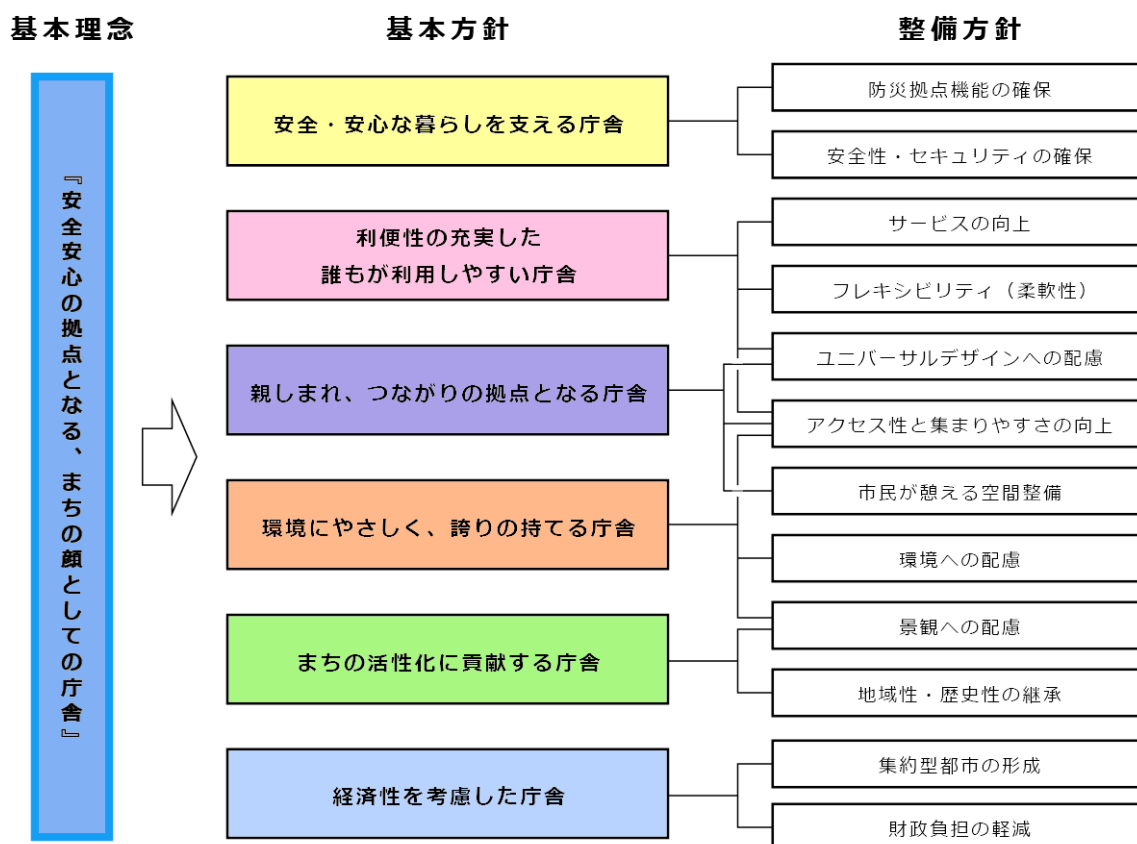 基本理念
基本方針
整備方針
『安全安心の拠点となる、まちの顔としての庁舎』
安全・安心な暮らしを支える庁舎
利便性の充実した
誰もが利用しやすい庁舎
親しまれ、つながりの拠点となる庁舎
環境にやさしく、誇りの持てる庁舎
まちの活性化に貢献する庁舎
経済性を考慮した庁舎
防災拠点機能の確保
安全性・セキュリティの確保
サービスの向上
フレキシビリティ（柔軟性）
ユニバーサルデザインへの配慮
アクセス性と集まりやすさの向上
市民が憩える空間整備
環境への配慮
景観への配慮
地域性・歴史性の継承
集約型都市の形成
財政負担の軽減